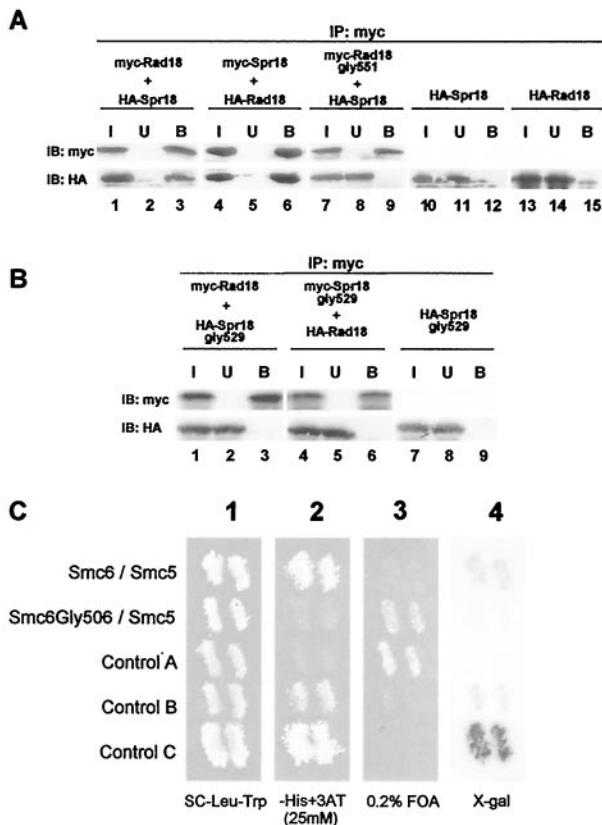 A
IP: myc
myc-Rad18 + HA-Spr18
myc-Spr18 + HA-Rad18
myc-Rad18 gly551 + HA-Spr18
HA-Spr18
HA-Rad18
I U B I U B I U B I U B I U B
IB: myc
IB: HA
1 2 3 4 5 6 7 8 9 10 11 12 13 14 15
IP: myc
B
myc-Rad18 + HA-Spr18 gly529
myc-Spr18 gly529 + HA-Rad18
HA-Spr18 gly529
I U B I U B I U B
IB: myc
IB: HA
1 2 3 4 5 6 7 8 9
C 1 2 3 4
Smc6 / Smc5
Smc6Gly506 / Smc5
Control A
Control B
Control C
SC-Leu-Trp -His+3AT (25mM) 0.2% FOA X-gal